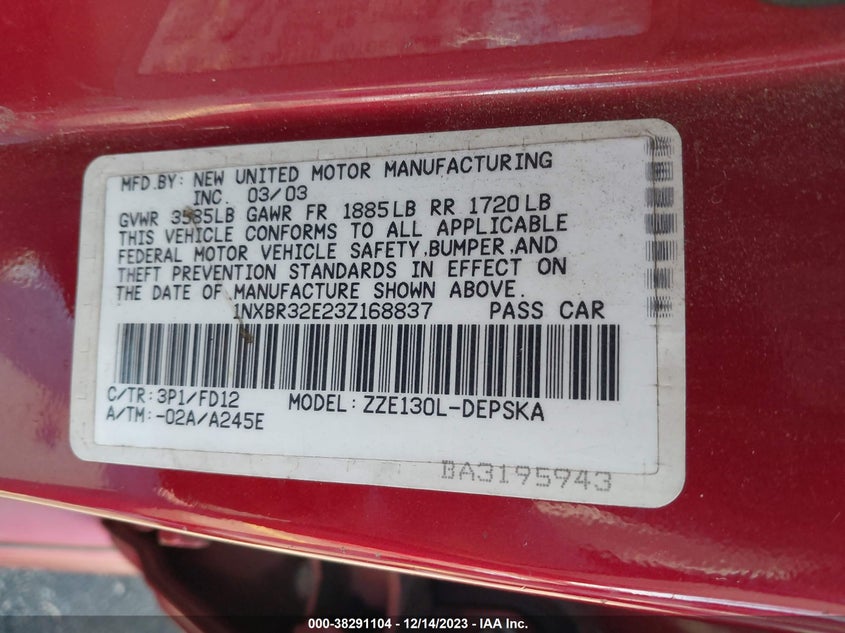 MFD.BY: NEW UNITED MOTOR MANUFACTURING
INC. 03/03
GVWR 3585LB GAWR FR 1885LB RR 1720LB
THIS VEHICLE CONFORMS TO ALL APPLICABLE
FEDERAL MOTOR VEHICLE SAFETY,BUMPER,AND
THEFT PREVENTION STANDARDS IN EFFECT ON
THE DATE OF MANUFACTURE SHOWN ABOVE.
1NXBR32E23Z168837 PASS CAR
C/TR: 3P1/FD12 MODEL: ZZE130L-DEPSKA
A/TM: -02A/A245E
BA3195943
000-38291104 - 12/14/2023 - IAA Inc.